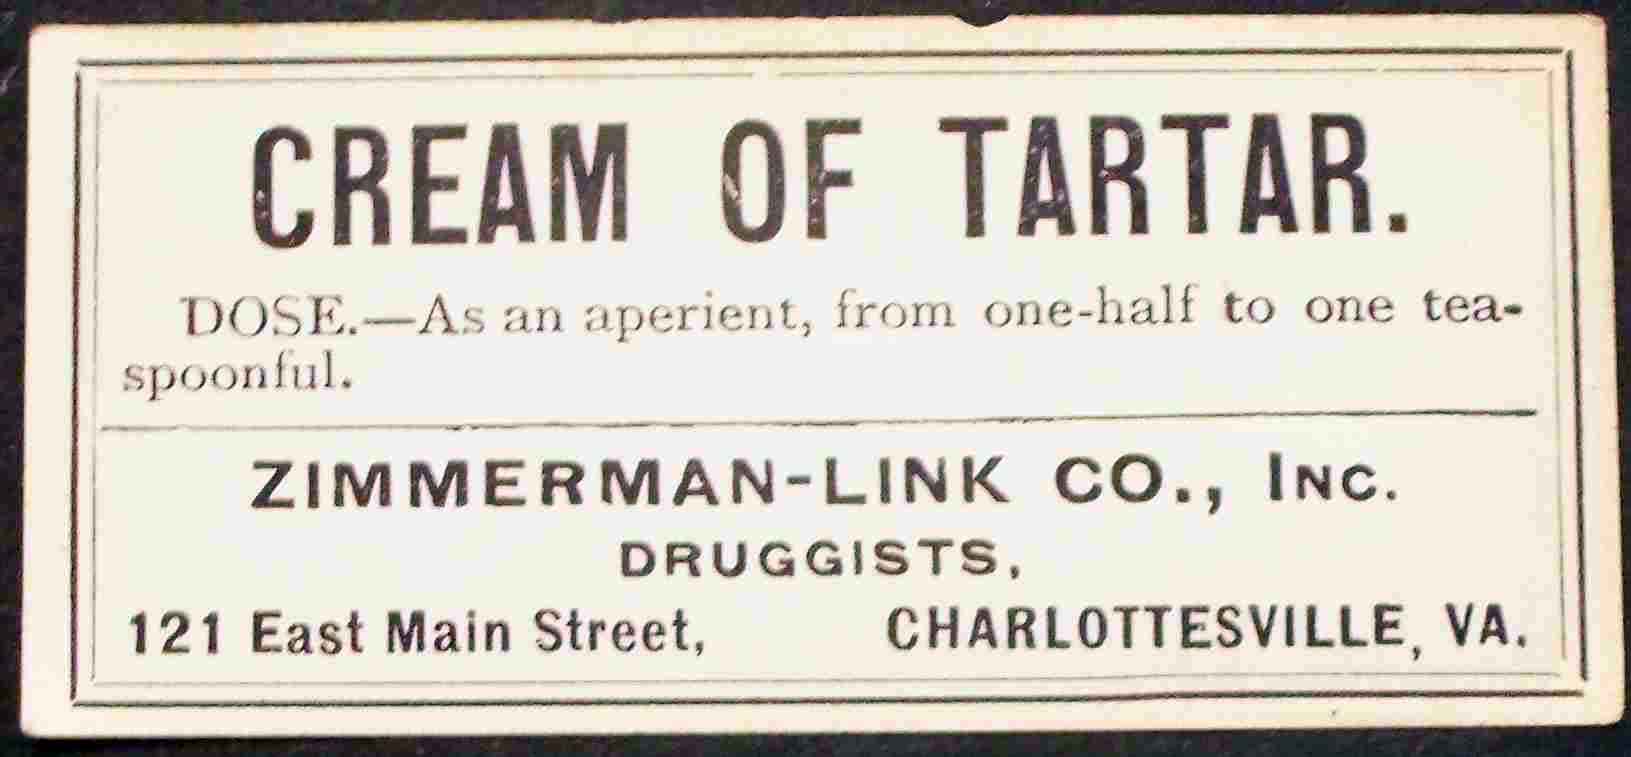 CREAM OF TARTAR.
DOSE.—As an aperient, from one-half to one tea-
spoonful.
ZIMMERMAN-LINK CO., INC.
DRUGGISTS,
121 East Main Street, CHARLOTTESVILLE, VA.